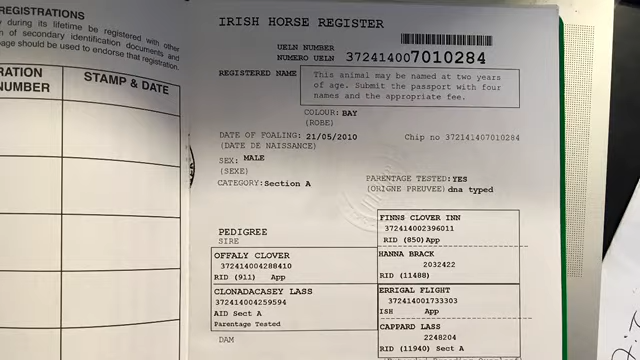 REGISTRATIONS
during its lifetime be registered with other
of secondary identification documents and
page should be used to endorse that registration.
NUMBER
STAMP & DATE
IRISH HORSE REGISTER
UELN NUMBER
NUMERO UELN 372414007010284
REGISTERED NAME This animal may be named at two years
of age. Submit the passport with four
names and the appropriate fee.
COLOUR: BAY
(ROBE)
DATE OF FOALING: 21/05/2010 Chip no 372141407010284
(DATE DE NAISSANCE)
SEX: MALE
(SEXE)
PARENTAGE TESTED: YES
CATEGORY: Section A (ORIGNE PREUVEE) dna typed
PEDIGREE
SIRE
FINNS CLOVER INN
372414002396011
RID (850) App
OFFALY CLOVER
372414004288410
RID (911) App
HANNA BRACK
2032422
RID (11488)
CLONADACASEY LASS
372414004259594
AID Sect A
Parentage Tested
ERRIGAL FLIGHT
372414001733303
ISH App
CAPPARD LASS
2248204
RID (11940) Sect A
DAM